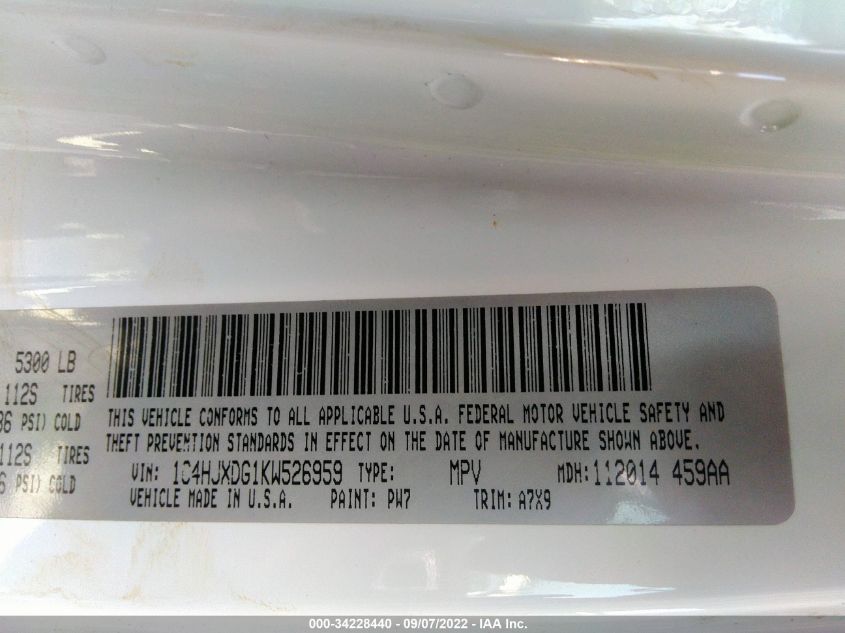 5300 LB
112S TIRES
36 PSI) COLD
112S TIRES
6 PSI) COLD
THIS VEHICLE CONFORMS TO ALL APPLICABLE U.S.A. FEDERAL MOTOR VEHICLE SAFETY AND
THEFT PREVENTION STANDARDS IN EFFECT ON THE DATE OF MANUFACTURE SHOWN ABOVE.
VIN: 1C4HJXDG1KW526959 TYPE: MPV MDH: 112014 459AA
VEHICLE MADE IN U.S.A. PAINT: PW7 TRIM: A7X9
000-34228440 - 09/07/2022 - IAA Inc.